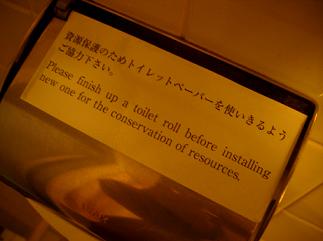 資源保護のためトイレットペーパーを使いきるよう
ご協力下さい。
Please finish up a toilet roll before installing
new one for the conservation of resources.